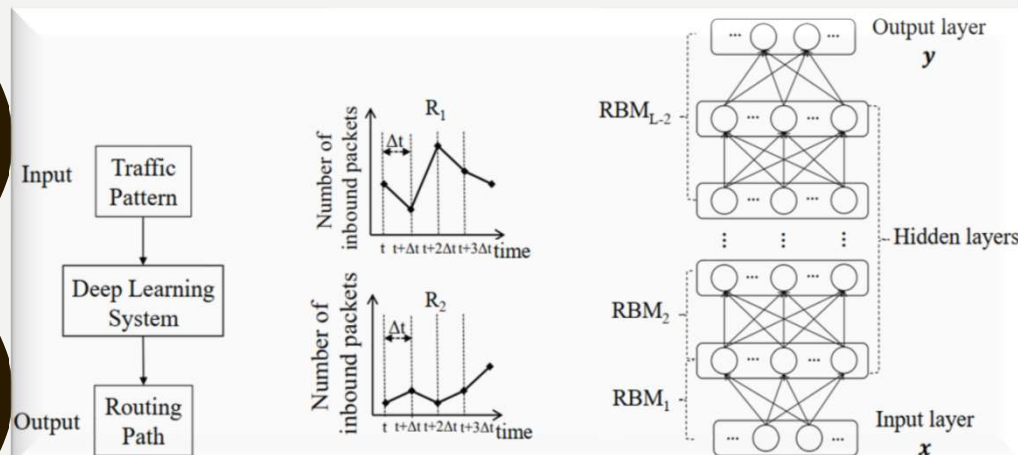 Input
Traffic
Pattern
Deep Learning
System
Output
Routing
Path
R1
Δt
Number of
inbound packets
t t+Δt t+2Δt t+3Δt time
R2
Δt
Number of
inbound packets
t t+Δt t+2Δt t+3Δt time
... ...
Output layer
y
RBML-2
... ...
... ...
⋮ ⋮ ⋮
Hidden layers
... ...
RBM2
... ...
RBM1
... ...
Input layer
x